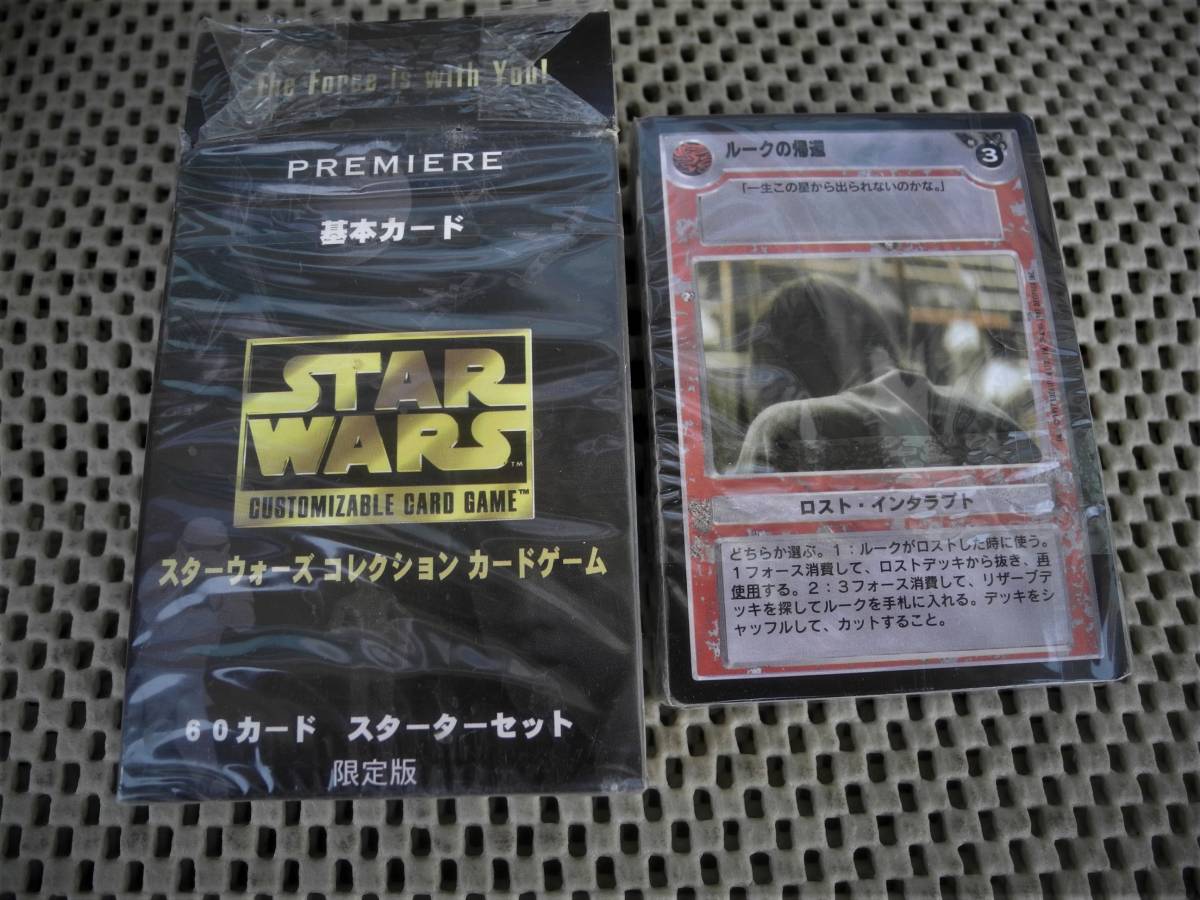 The Force is with You!
PREMIERE
基本カード
STAR
WARS
TM
CUSTOMIZABLE CARD GAME™
スターウォーズ コレクション カードゲーム
60カード スターターセット
限定版
ルークの帰還
3
「一生この星から出られないのかな。」
ロスト・インタラプト
どちらか選ぶ。1：ルークがロストした時に使う。
1フォース消費して、ロストデッキから抜き、再
使用する。2：3フォース消費して、リザーブデ
ッキを探してルークを手札に入れる。デッキをシ
ャッフルして、カットすること。